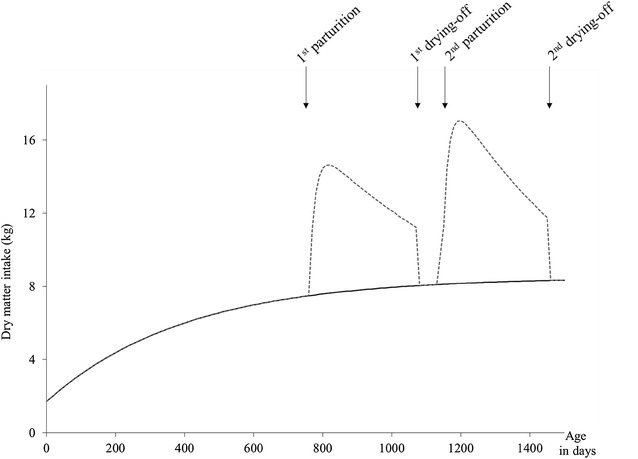 1st parturition
1st drying-off
2nd parturition
2nd drying-off
Dry matter intake (kg)
16
12
8
4
0
0 200 400 600 800 1000 1200 1400
Age
in days